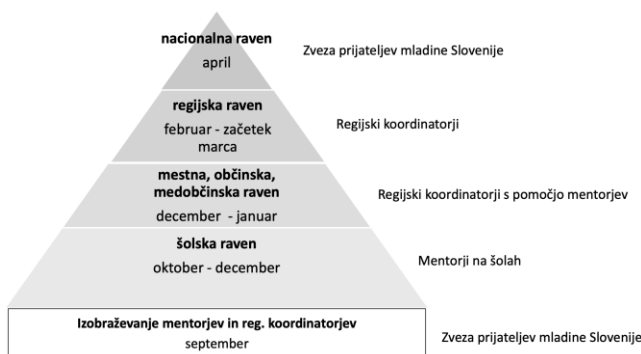 nacionalna raven
april
Zveza prijateljev mladine Slovenije
regijska raven
februar - začetek
marca
Regijski koordinatorji
mestna, občinska,
medobčinska raven
december - januar
Regijski koordinatorji s pomočjo mentorjev
šolska raven
oktober - december
Mentorji na šolah
Izobraževanje mentorjev in reg. koordinatorjev
september
Zveza prijateljev mladine Slovenije